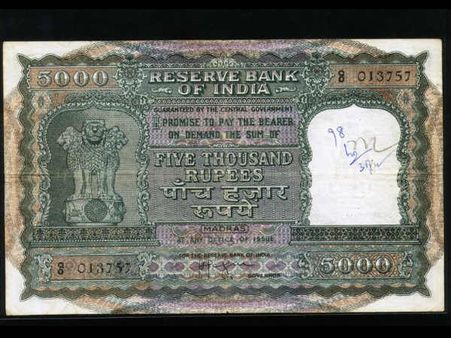 5000
RESERVE BANK
OF INDIA
013757
GUARANTEED BY THE CENTRAL GOVERNMENT
I PROMISE TO PAY THE BEARER
ON DEMAND THE SUM OF
FIVE THOUSAND
RUPEES
पाँच हज़ार
रुपये
98
MADRAS
AT ANY OFFICE OF ISSUE
FOR THE RESERVE BANK OF INDIA
013757
5000